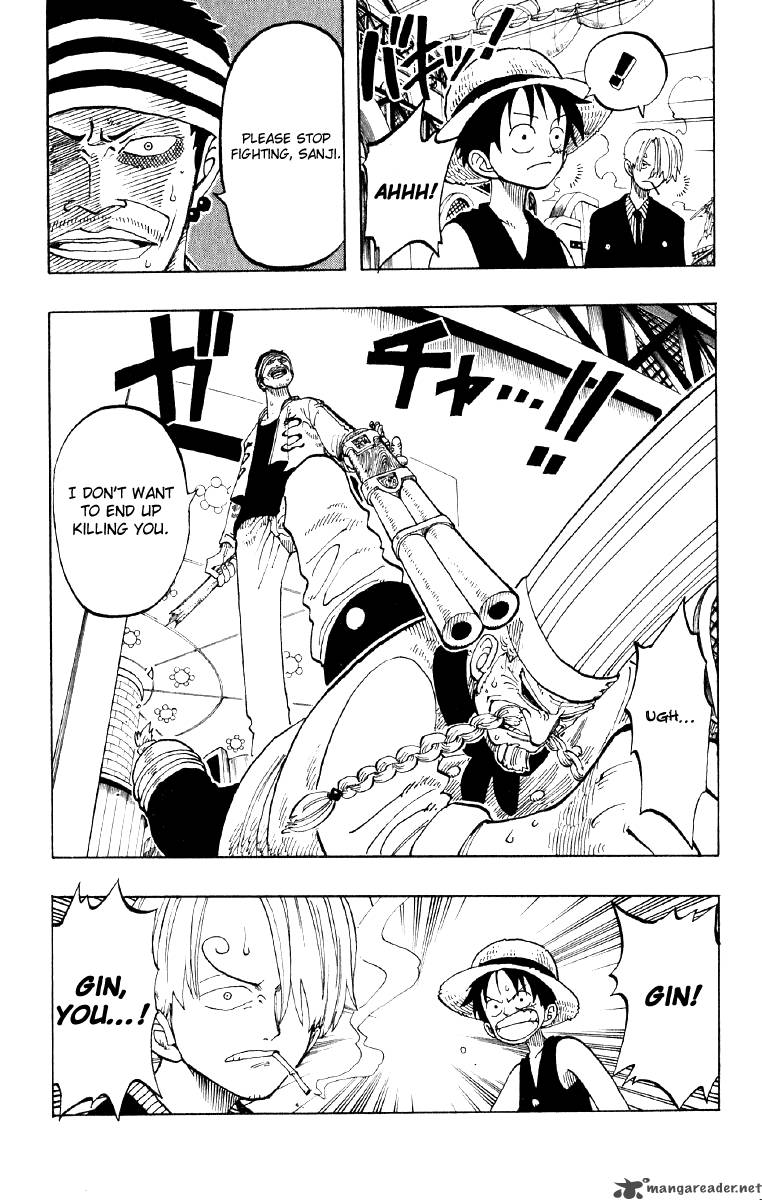 バキッ!
!
AHHH!
PLEASE STOP
FIGHTING, SANJI.
チャ…!!
ガ
I DON'T WANT
TO END UP
KILLING YOU.
UGH...
GIN!
GIN,
YOU...!
mangareader.net